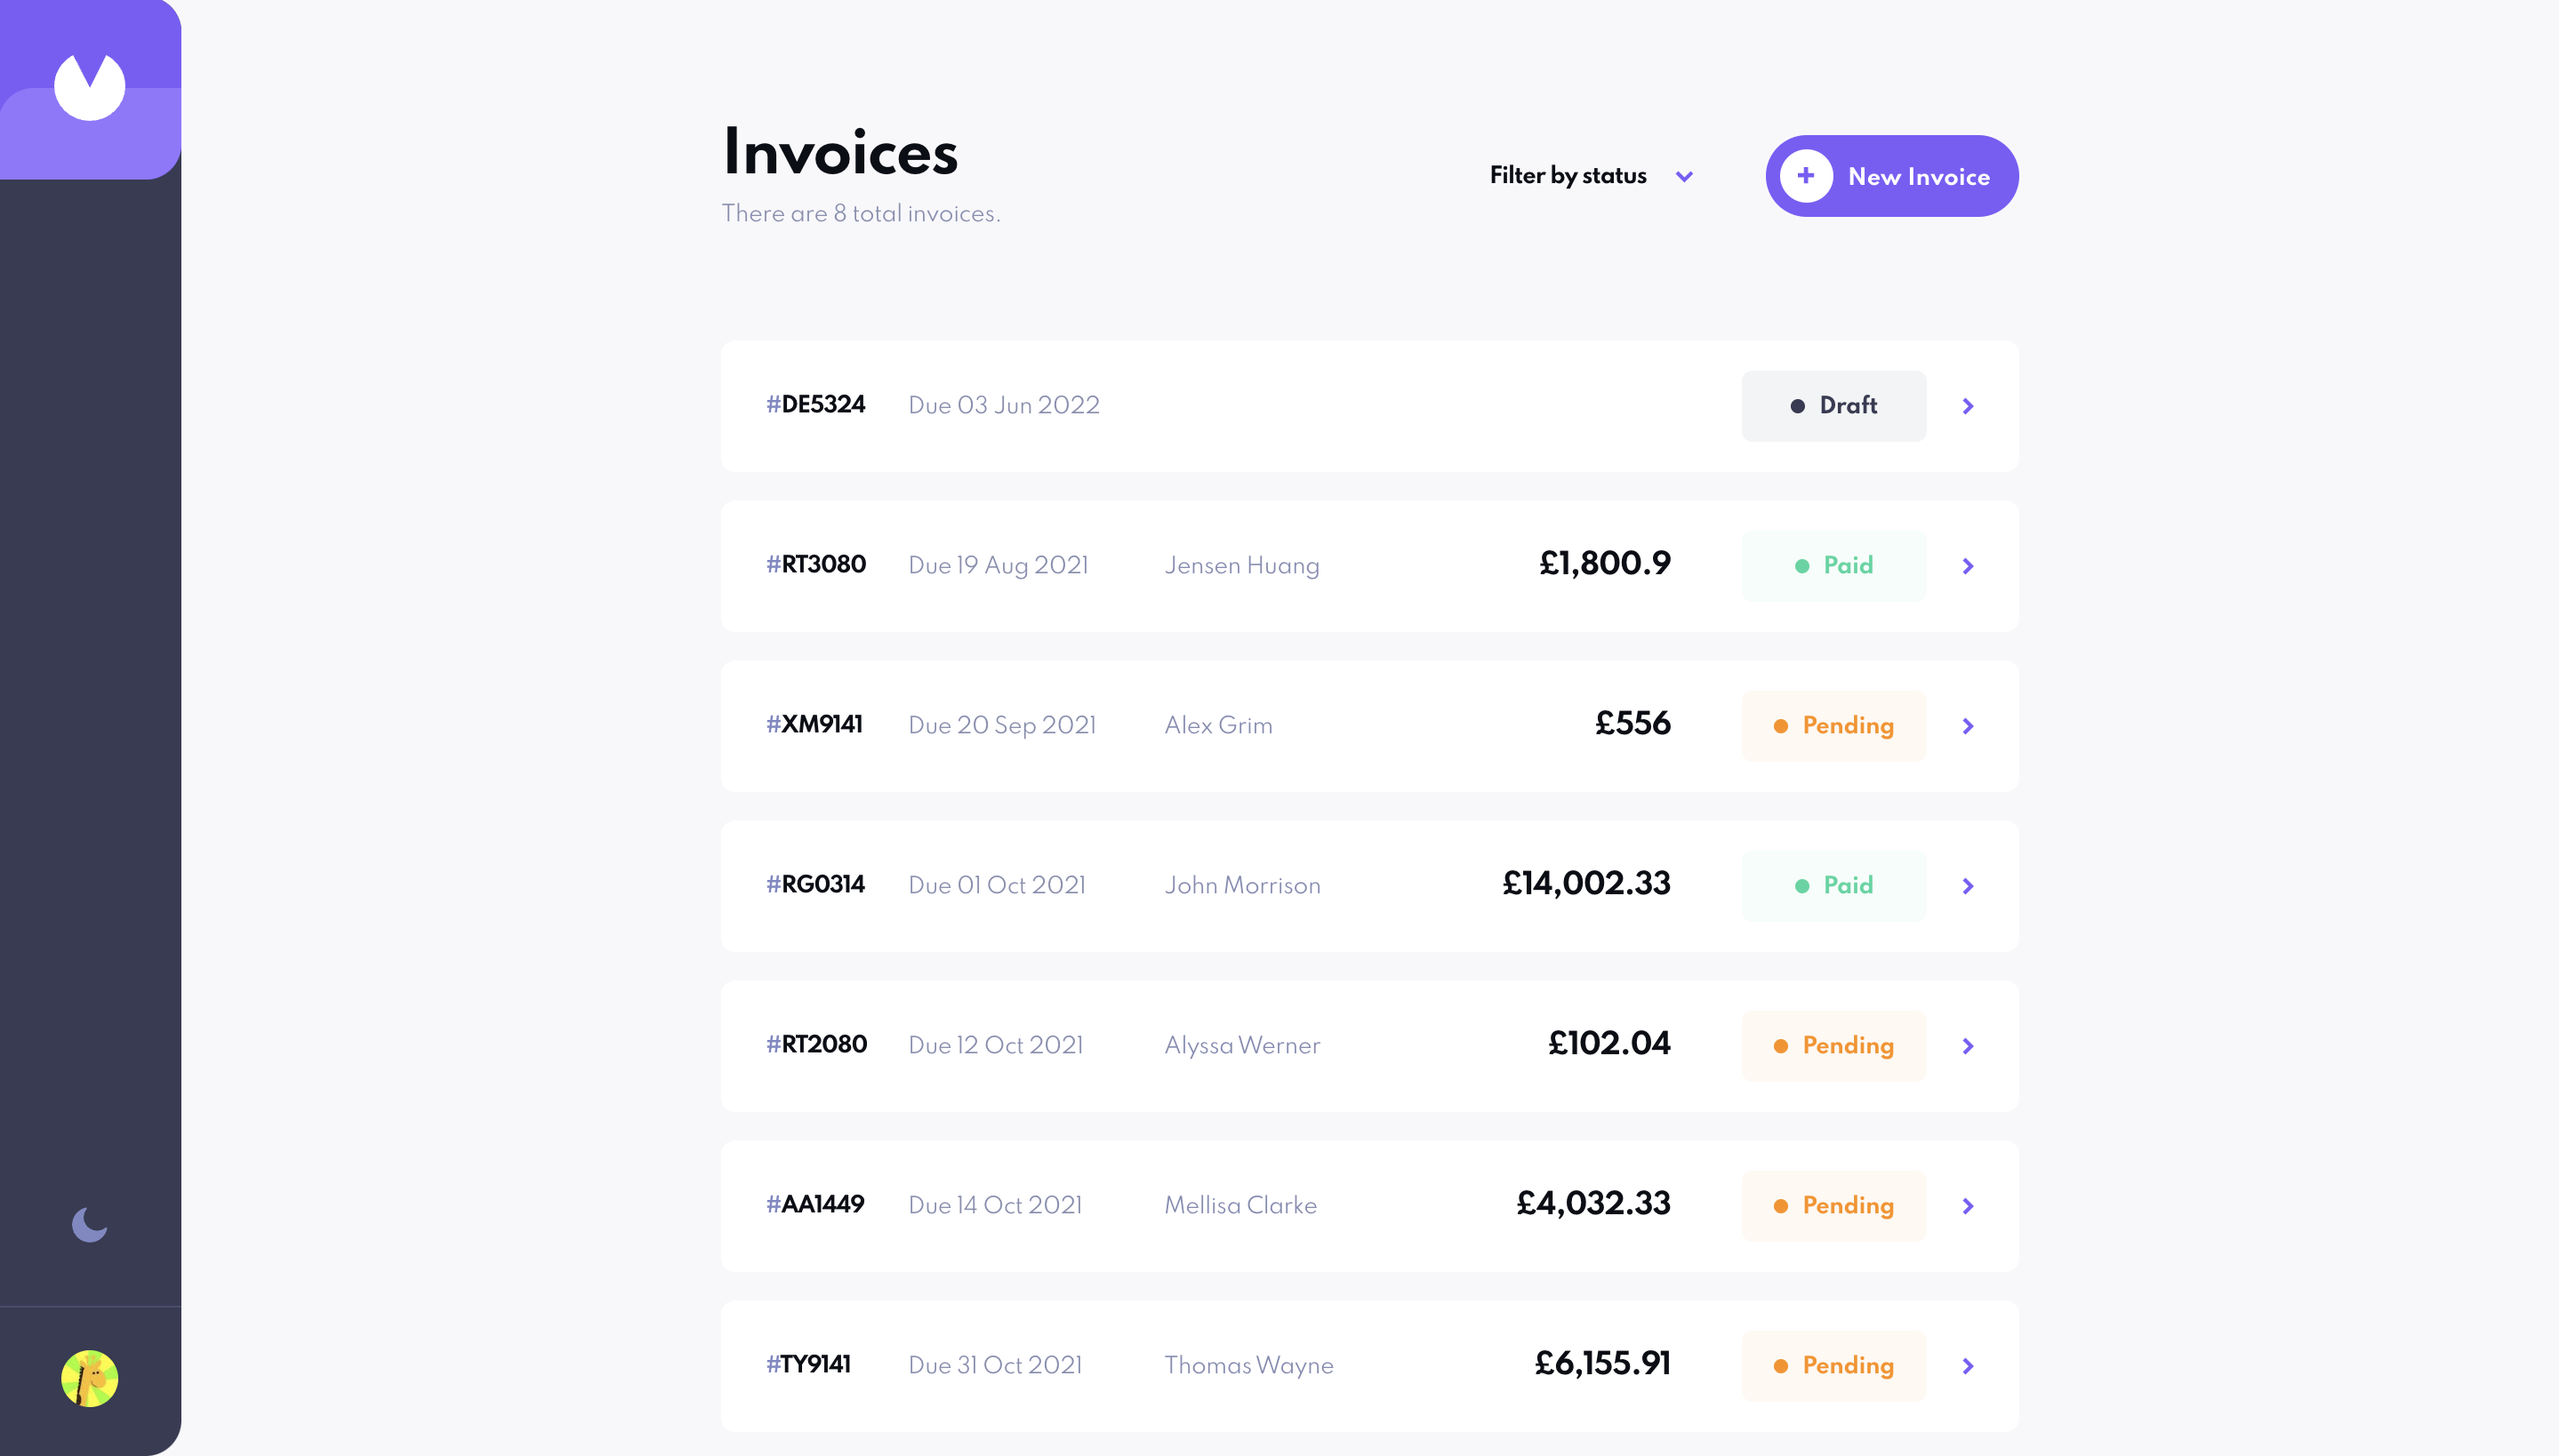 Invoices
There are 8 total invoices.
Filter by status
New Invoice
#DE5324 Due 03 Jun 2022 Draft
#RT3080 Due 19 Aug 2021 Jensen Huang £1,800.9 Paid
#XM9141 Due 20 Sep 2021 Alex Grim £556 Pending
#RG0314 Due 01 Oct 2021 John Morrison £14,002.33 Paid
#RT2080 Due 12 Oct 2021 Alyssa Werner £102.04 Pending
#AA1449 Due 14 Oct 2021 Mellisa Clarke £4,032.33 Pending
#TY9141 Due 31 Oct 2021 Thomas Wayne £6,155.91 Pending